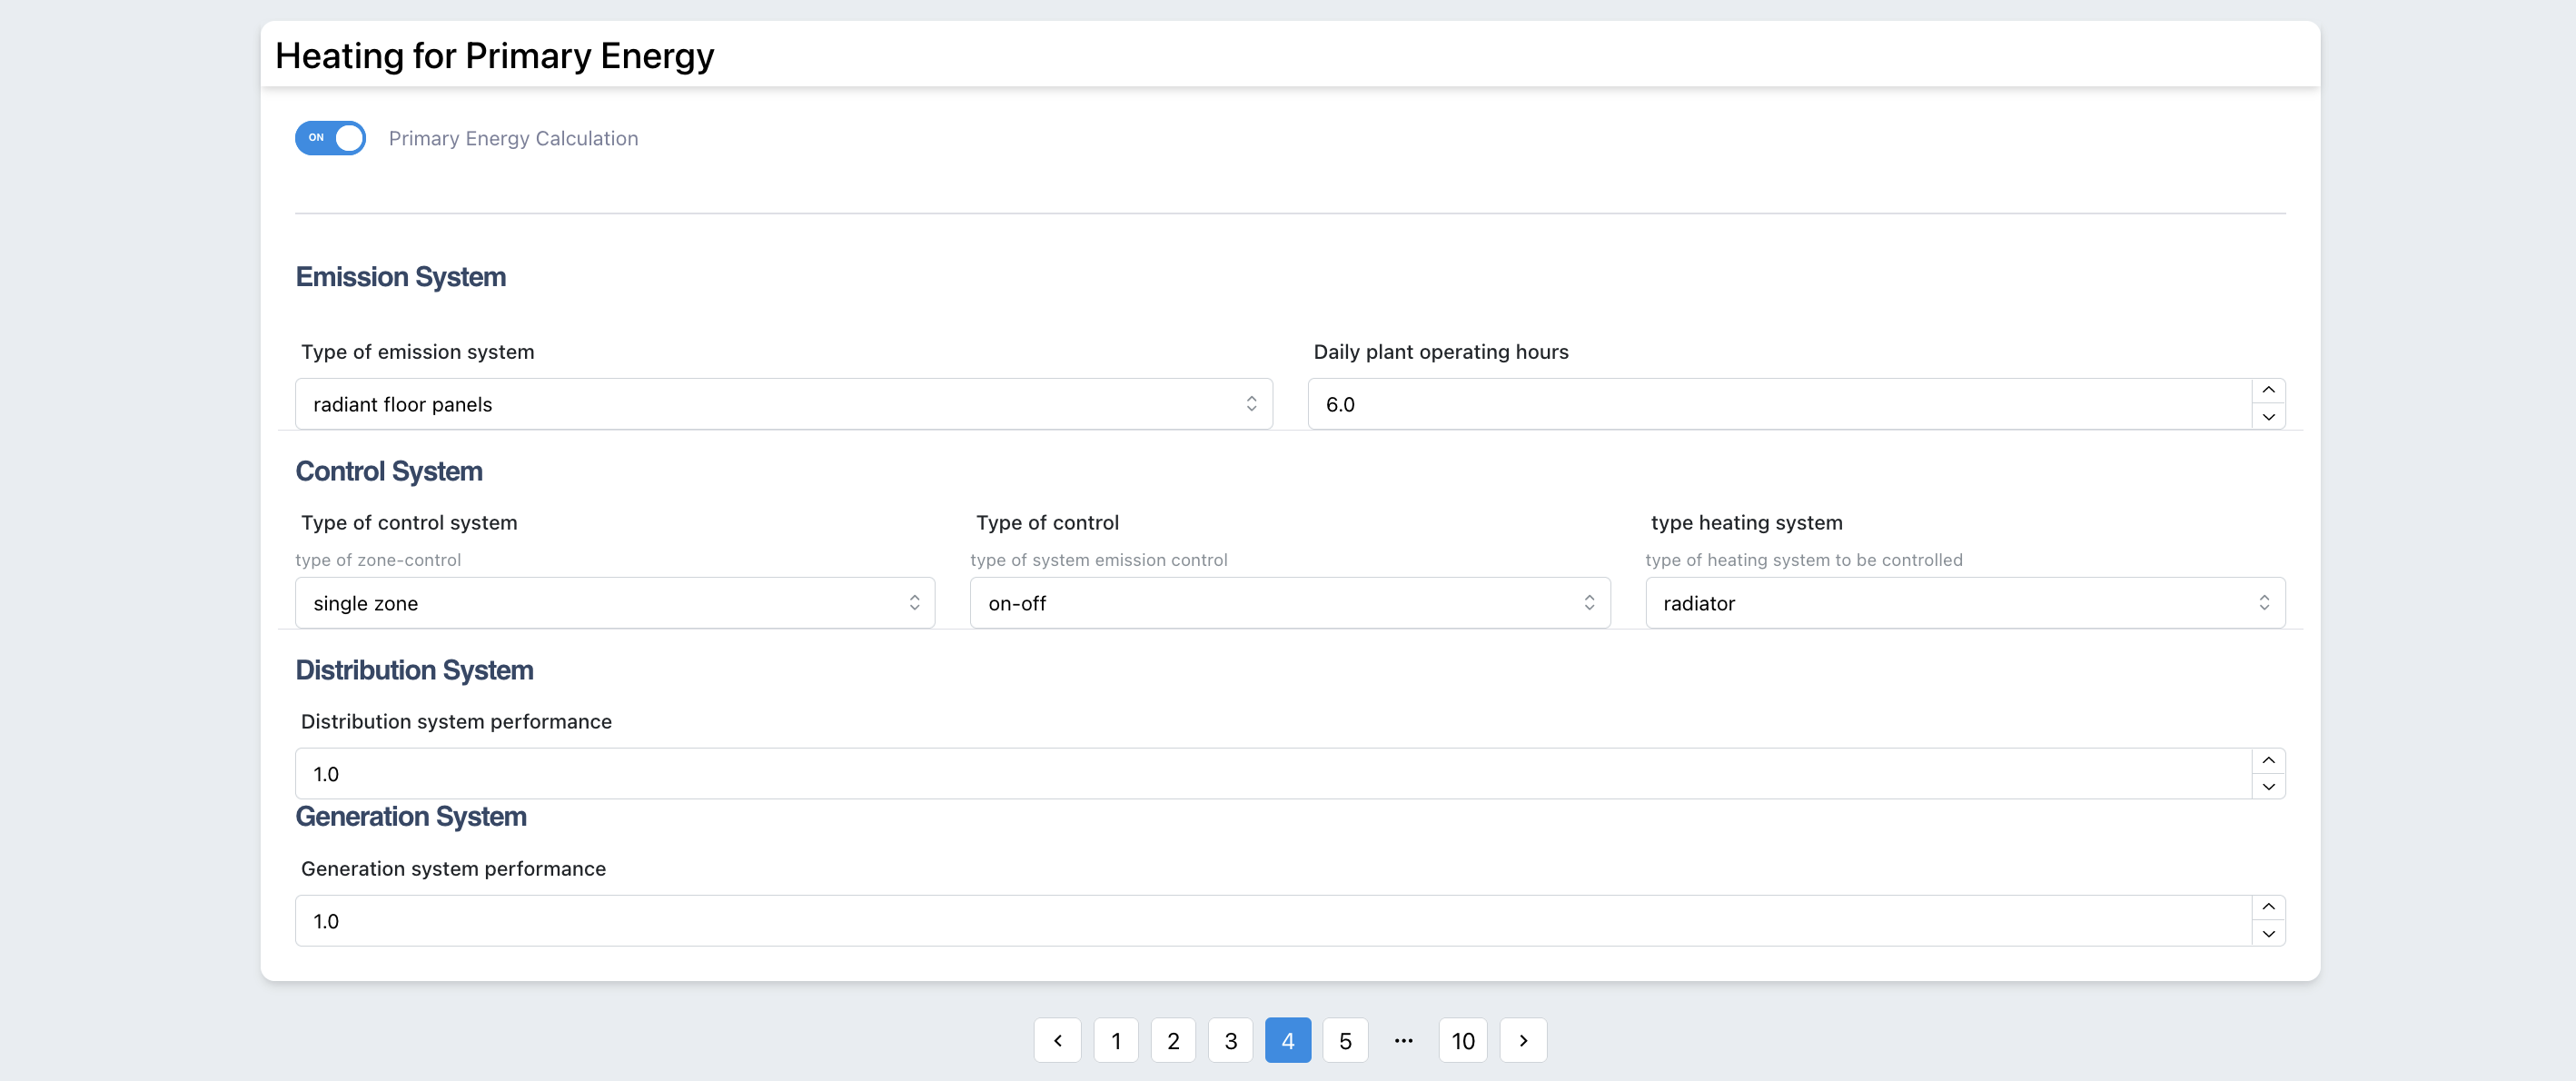 Heating for Primary Energy
ON Primary Energy Calculation
Emission System
Type of emission system Daily plant operating hours
radiant floor panels 6.0
Control System
Type of control system Type of control type heating system
type of zone-control type of system emission control type of heating system to be controlled
single zone on-off radiator
Distribution System
Distribution system performance
1.0
Generation System
Generation system performance
1.0
1 2 3 4 5 ••• 10